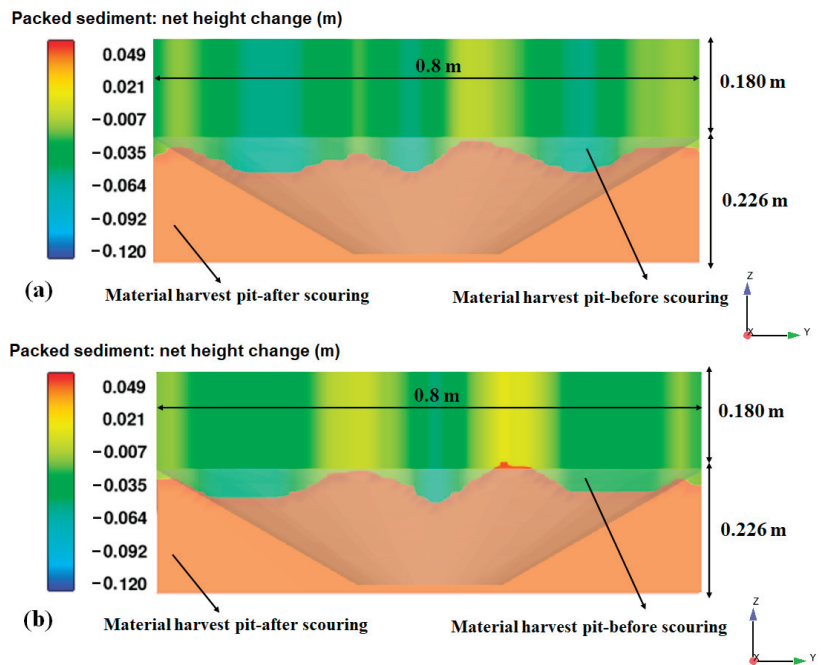 Packed sediment: net height change (m)
0.049
0.021
−0.007
−0.035
−0.064
−0.092
−0.120
0.8 m
0.180 m
0.226 m
(a)
Material harvest pit-after scouring
Material harvest pit-before scouring
Z
X
Y
Packed sediment: net height change (m)
0.049
0.021
−0.007
−0.035
−0.064
−0.092
−0.120
0.8 m
0.180 m
0.226 m
(b)
Material harvest pit-after scouring
Material harvest pit-before scouring
Z
X
Y